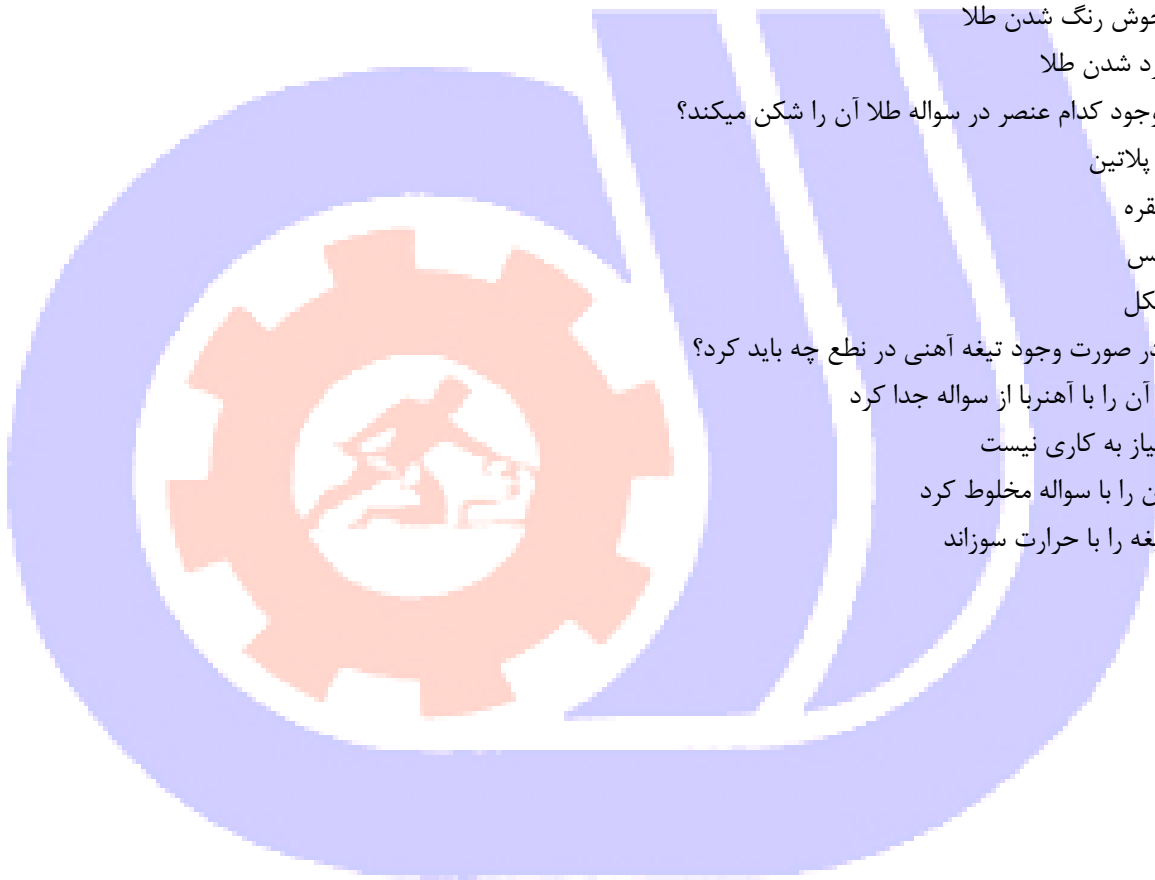 خوش رنگ شدن طلا
رد شدن طلا
وجود کدام عنصر در سواله طلا آن را شکن میکند؟
پلاتین
قره
س
کل
در صورت وجود تیغه آهنی در نطع چه باید کرد؟
آن را با آهنربا از سواله جدا کرد
یاز به کاری نیست
ن را با سواله مخلوط کرد
غه را با حرارت سوزاند